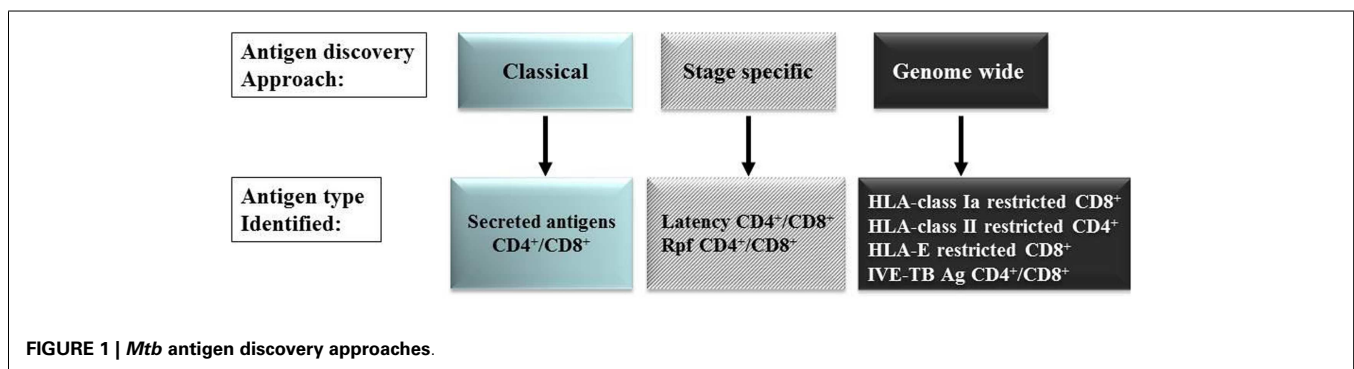 Antigen discovery
Approach:
Classical
Stage specific
Genome wide
Antigen type
Identified:
Secreted antigens
CD4⁺/CD8⁺
Latency CD4⁺/CD8⁺
Rpf CD4⁺/CD8⁺
HLA-class Ia restricted CD8⁺
HLA-class II restricted CD4⁺
HLA-E restricted CD8⁺
IVE-TB Ag CD4⁺/CD8⁺
FIGURE 1 | Mtb antigen discovery approaches.